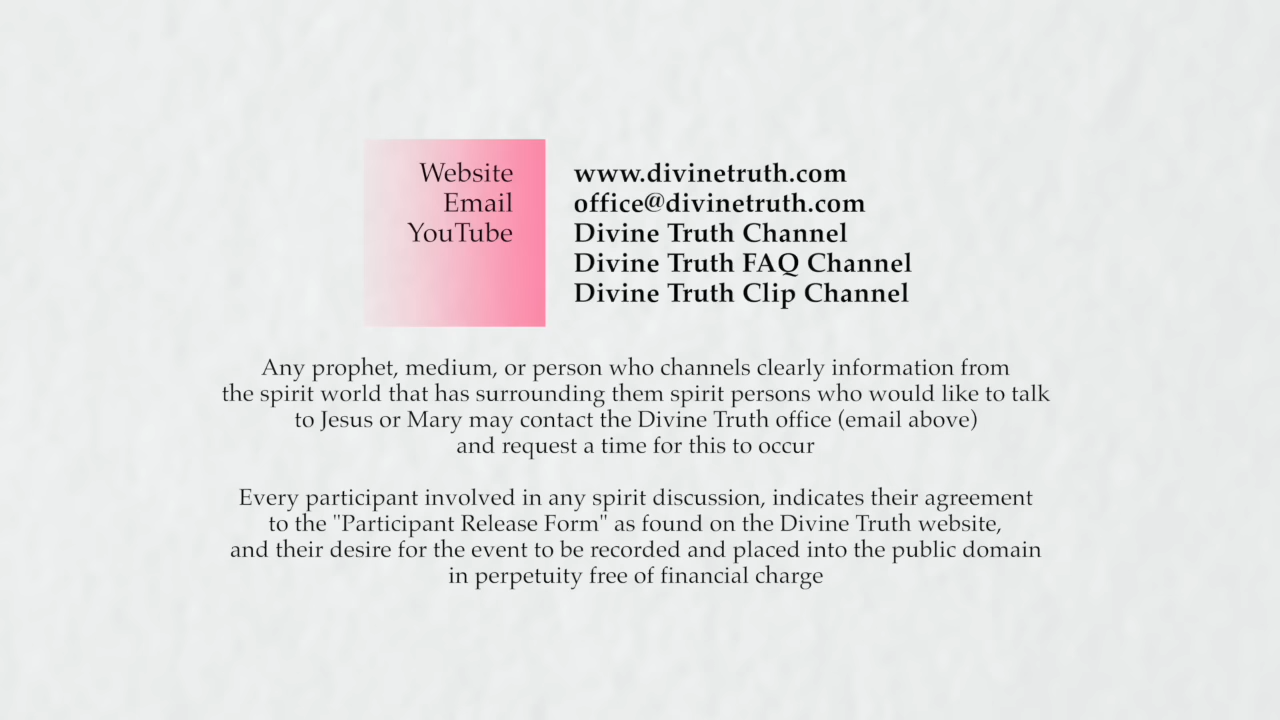 Website www.divinetruth.com
Email office@divinetruth.com
YouTube Divine Truth Channel
Divine Truth FAQ Channel
Divine Truth Clip Channel
Any prophet, medium, or person who channels clearly information from
the spirit world that has surrounding them spirit persons who would like to talk
to Jesus or Mary may contact the Divine Truth office (email above)
and request a time for this to occur
Every participant involved in any spirit discussion, indicates their agreement
to the "Participant Release Form" as found on the Divine Truth website,
and their desire for the event to be recorded and placed into the public domain
in perpetuity free of financial charge